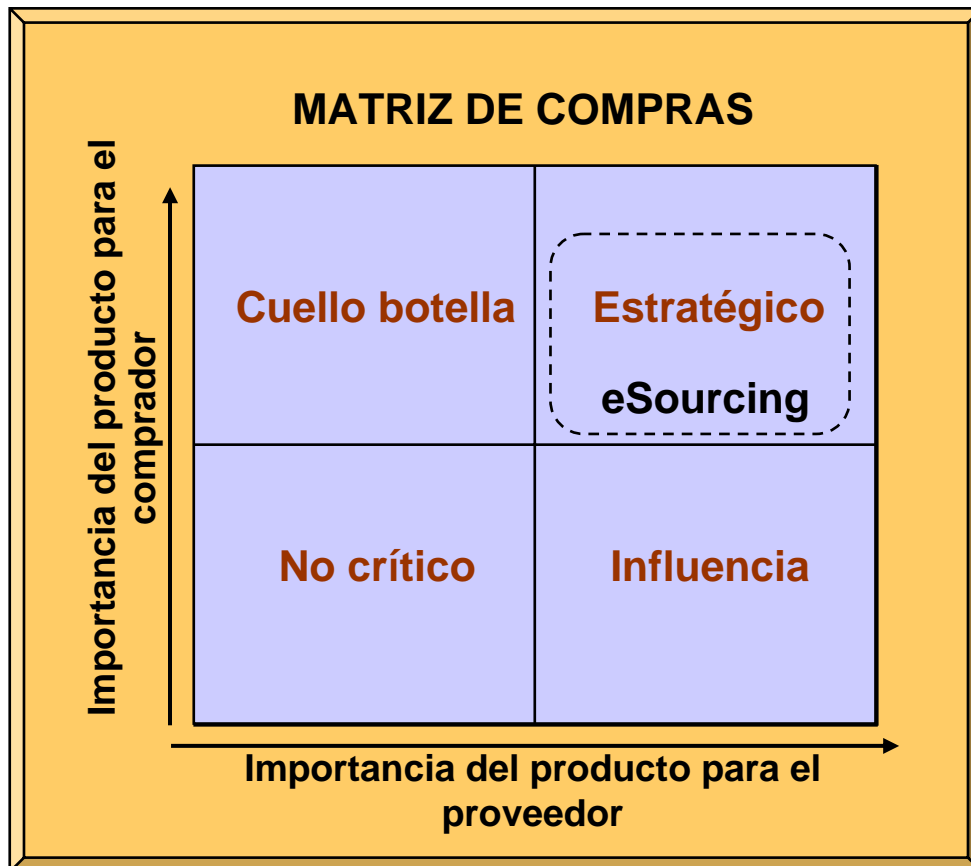 MATRIZ DE COMPRAS
Importancia del producto para el
comprador
Cuello botella
Estratégico
eSourcing
No crítico
Influencia
Importancia del producto para el
proveedor